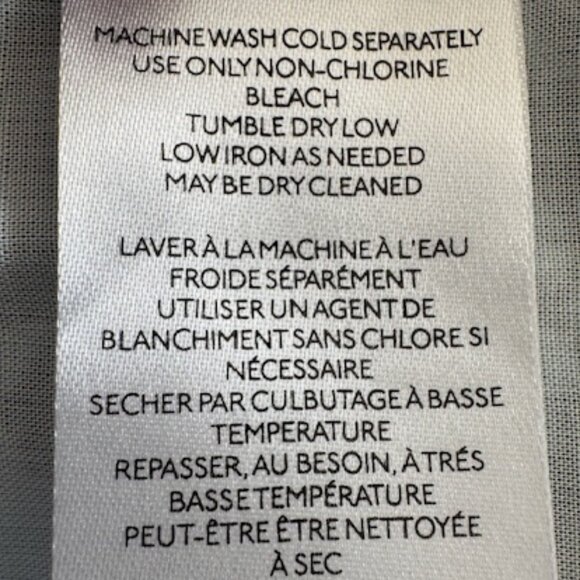 MACHINE WASH COLD SEPARATELY
USE ONLY NON-CHLORINE
BLEACH
TUMBLE DRY LOW
LOW IRON AS NEEDED
MAY BE DRY CLEANED
LAVER À LA MACHINE À L'EAU
FROIDE SÉPARÉMENT
UTILISER UN AGENT DE
BLANCHIMENT SANS CHLORE SI
NÉCESSAIRE
SECHER PAR CULBUTAGE À BASSE
TEMPERATURE
REPASSER, AU BESOIN, À TRÉS
BASSE TEMPÉRATURE
PEUT-ÊTRE ÊTRE NETTOYÉE
À SEC